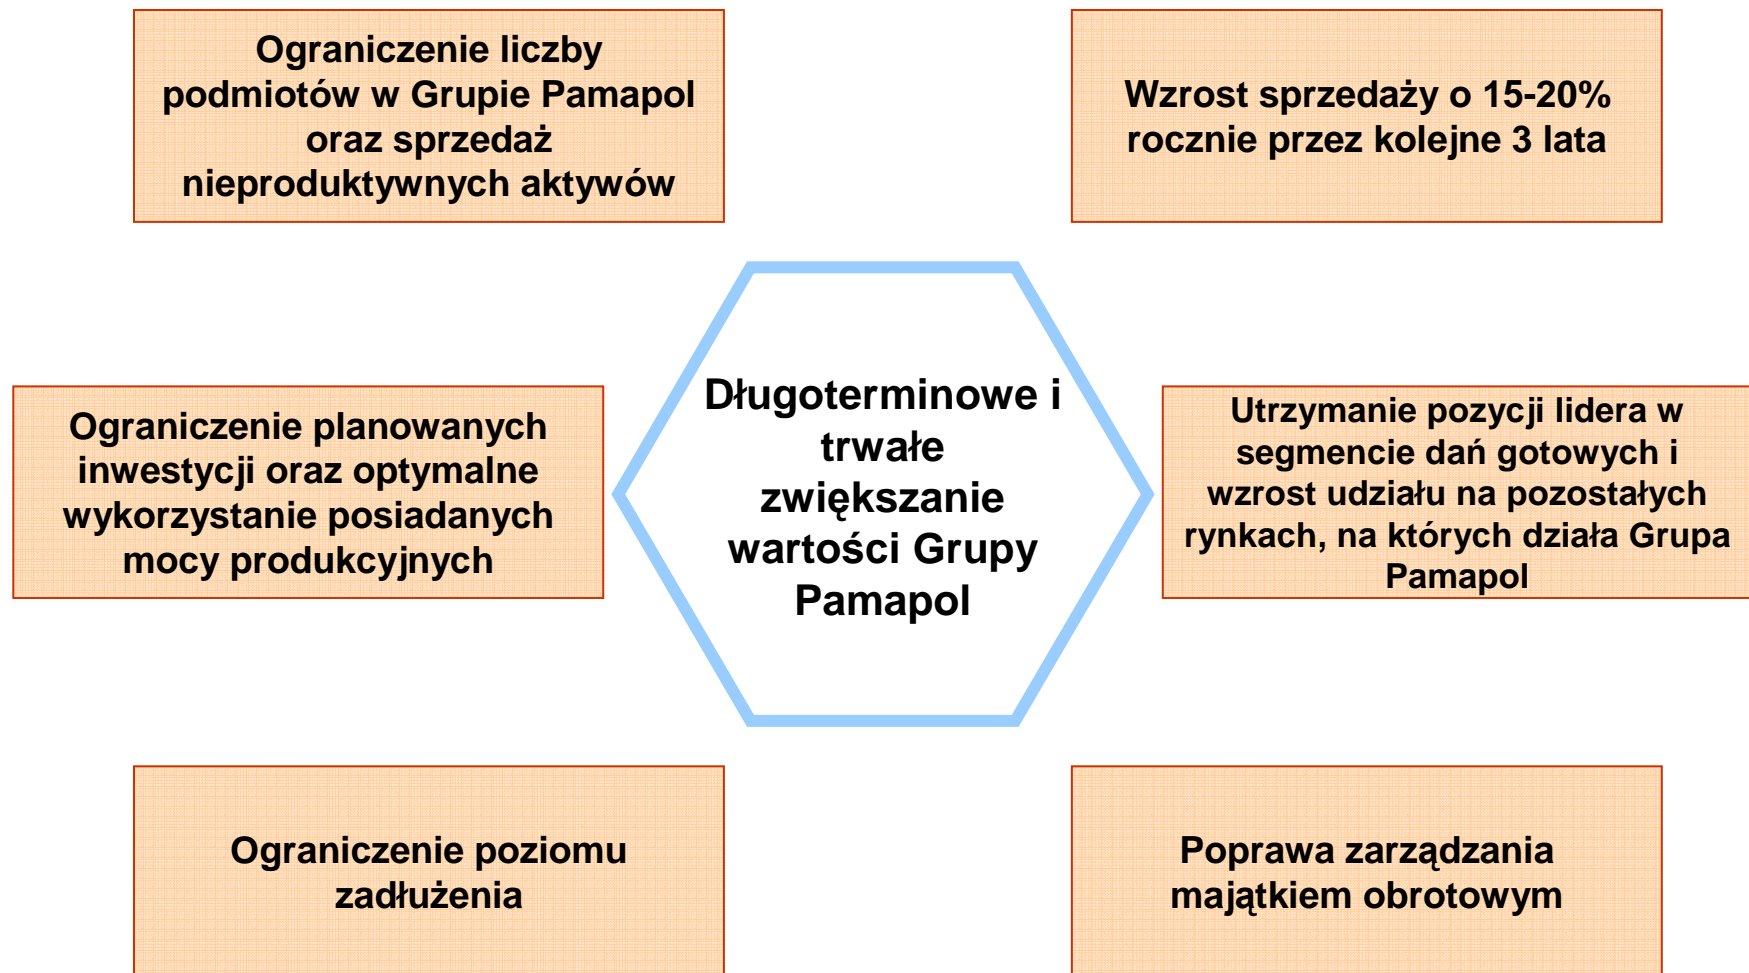 Ograniczenie liczby
podmiotów w Grupie Pamapol
oraz sprzedaż
nieproduktywnych aktywów
Wzrost sprzedaży o 15-20%
rocznie przez kolejne 3 lata
Ograniczenie planowanych
inwestycji oraz optymalne
wykorzystanie posiadanych
mocy produkcyjnych
Długoterminowe i
trwałe
zwiększanie
wartości Grupy
Pamapol
Utrzymanie pozycji lidera w
segmencie dań gotowych i
wzrost udziału na pozostałych
rynkach, na których działa Grupa
Pamapol
Ograniczenie poziomu
zadłużenia
Poprawa zarządzania
majątkiem obrotowym